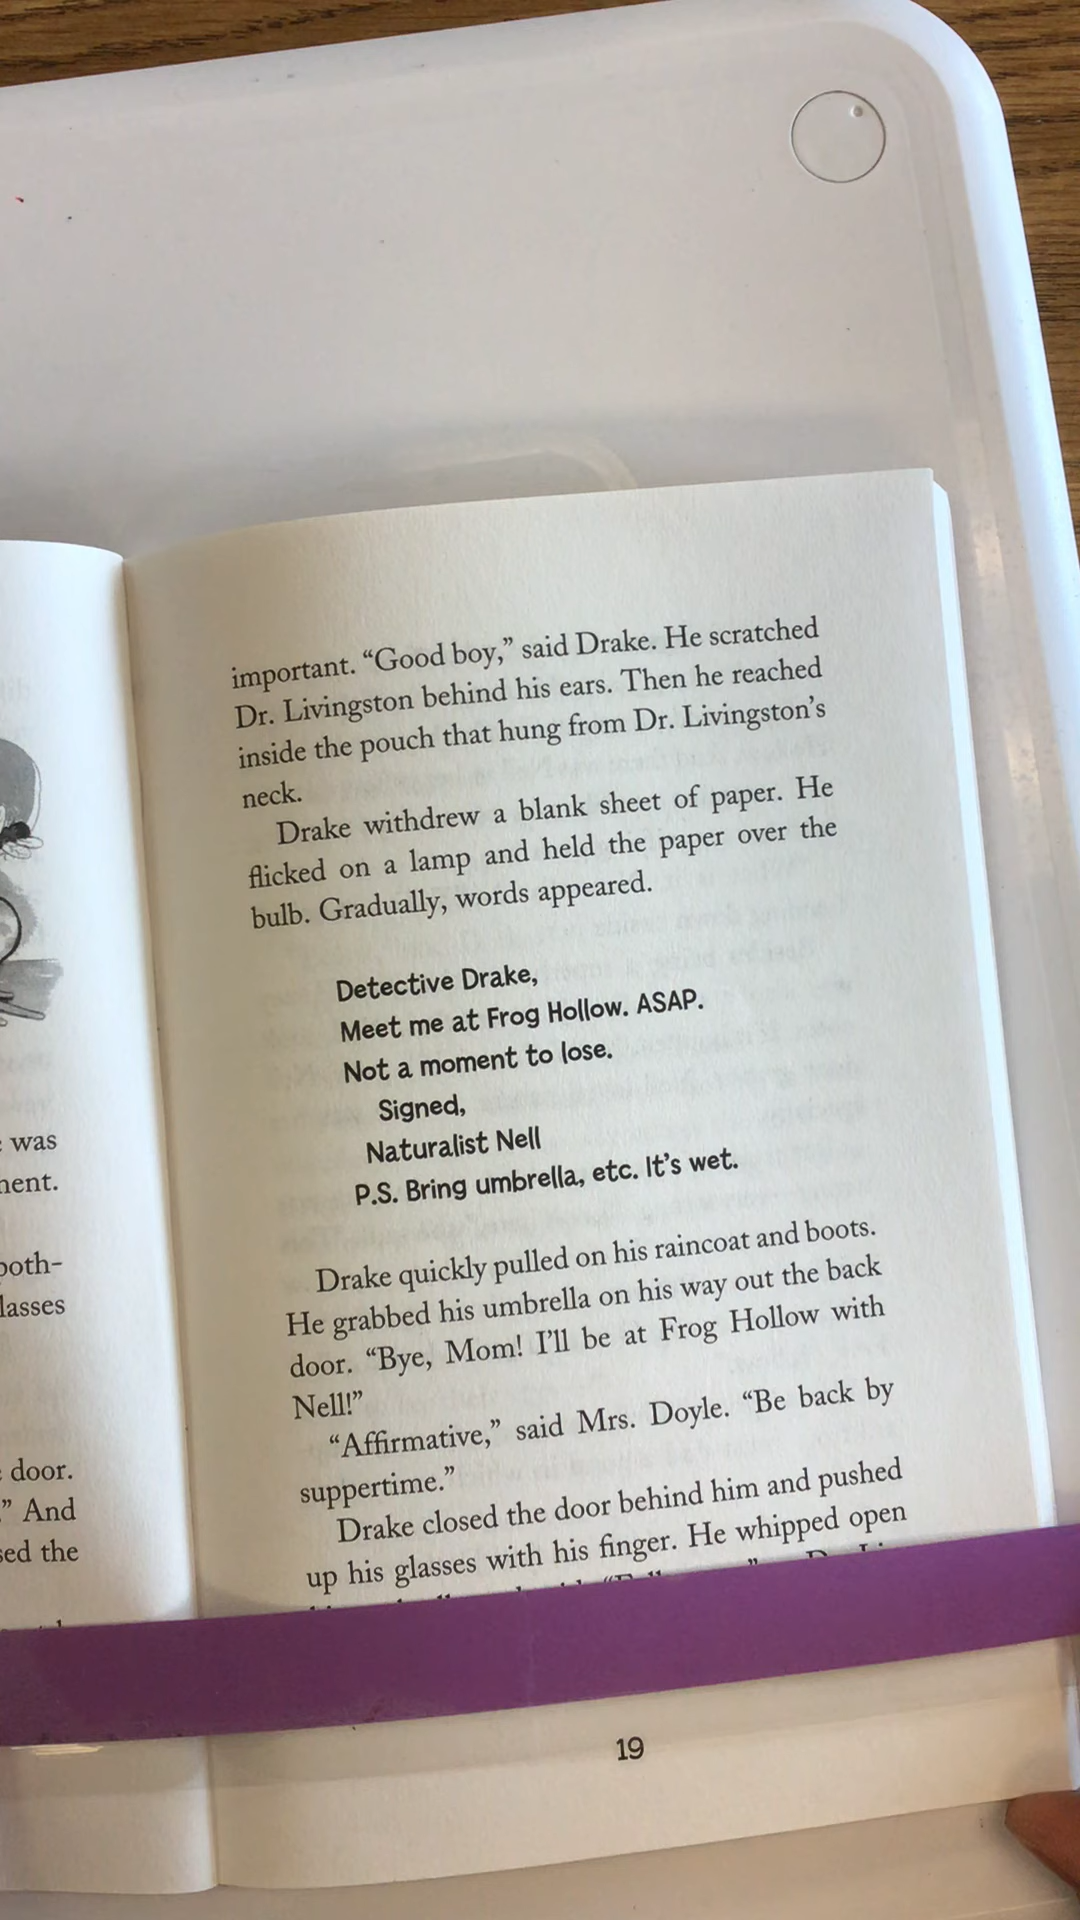 was
door.
" And
sed the
important. “Good boy,” said Drake. He scratched
Dr. Livingston behind his ears. Then he reached
inside the pouch that hung from Dr. Livingston’s
neck.
Drake withdrew a blank sheet of paper. He
flicked on a lamp and held the paper over the
bulb. Gradually, words appeared.
Detective Drake,
Meet me at Frog Hollow. ASAP.
Not a moment to lose.
Signed,
Naturalist Nell
P.S. Bring umbrella, etc. It’s wet.
Drake quickly pulled on his raincoat and boots.
He grabbed his umbrella on his way out the back
door. “Bye, Mom! I’ll be at Frog Hollow with
Nell!”
“Affirmative,” said Mrs. Doyle. “Be back by
suppertime.”
Drake closed the door behind him and pushed
up his glasses with his finger. He whipped open
19